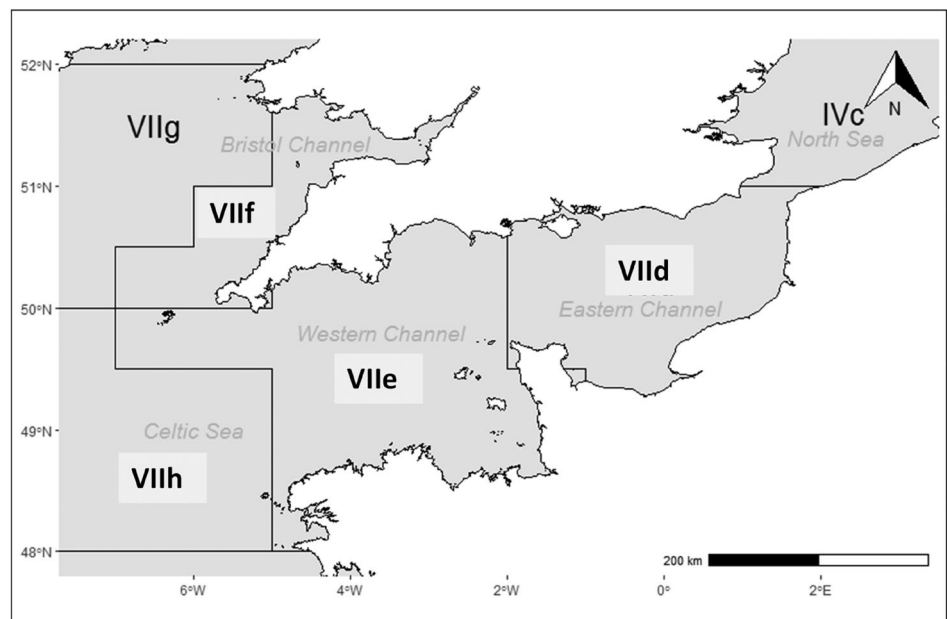 52°N
VIIg
IVc
N
Bristol Channel
North Sea
51°N
VIIf
VIId
50°N
Eastern Channel
Western Channel
VIIe
49°N
Celtic Sea
VIIh
48°N
200 km
6°W
4°W
2°W
0°
2°E